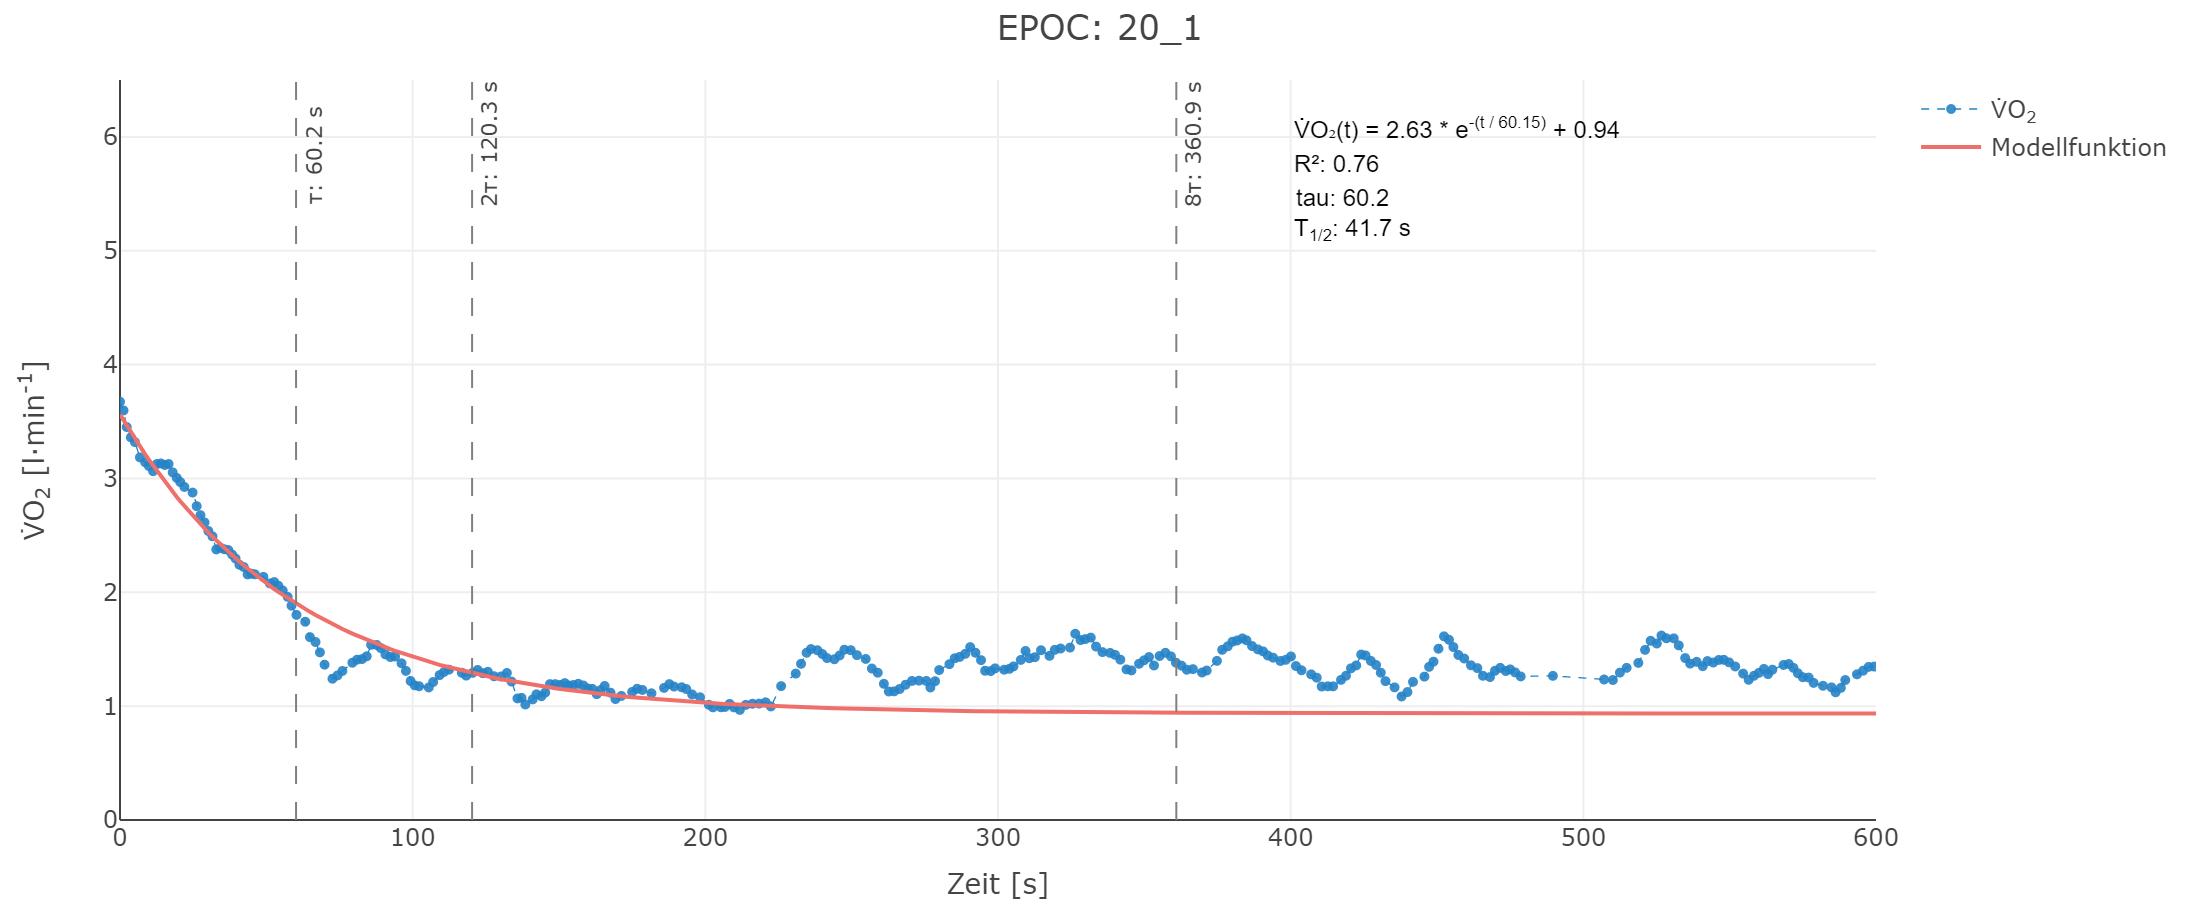 EPOC: 20_1
τ: 60.2 s
2τ: 120.3 s
8τ: 360.9 s
V̇O₂(t) = 2.63 * e^-(t / 60.15) + 0.94
R²: 0.76
tau: 60.2
T1/2: 41.7 s
V̇O₂
Modellfunktion
V̇O₂ [l·min⁻¹]
6
5
4
3
2
1
0
0 100 200 300 400 500 600
Zeit [s]